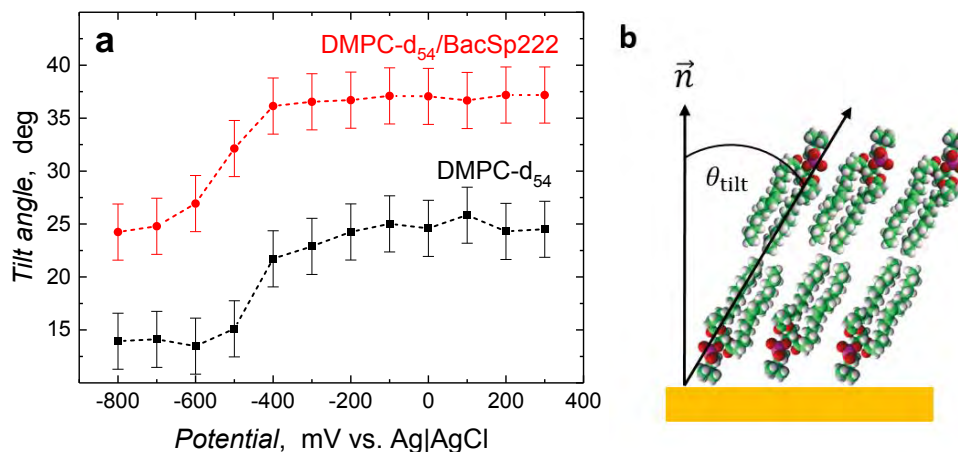 a
DMPC-d₅₄/BacSp222
DMPC-d₅₄
Tilt angle, deg
40
35
30
25
20
15
-800 -600 -400 -200 0 200 400
Potential, mV vs. Ag|AgCl
b
n⃗
θtilt